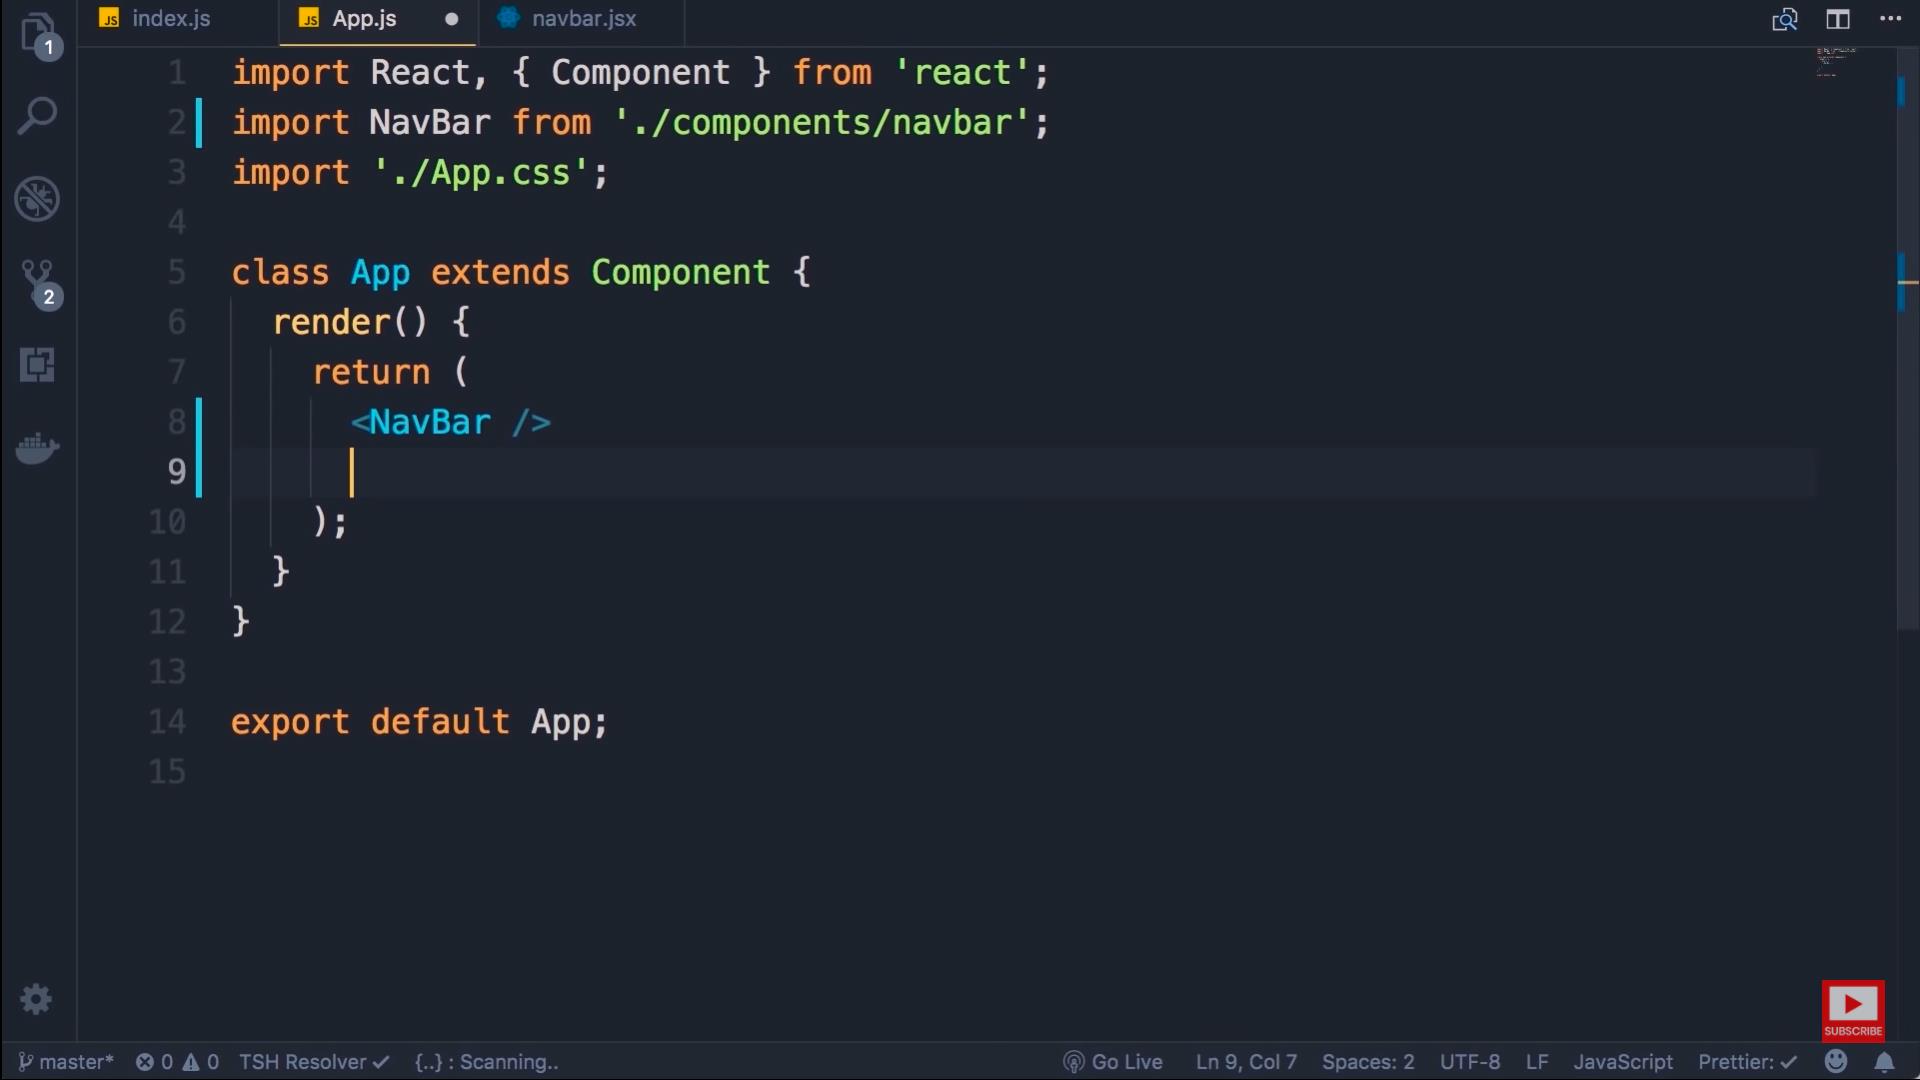 1
JS index.js
JS App.js
navbar.jsx
1 import React, { Component } from 'react';
2 import NavBar from './components/navbar';
3 import './App.css';
4
5 class App extends Component {
6 render() {
7 return (
8 <NavBar />
9
10 );
11 }
12 }
13
14 export default App;
15
2
SUBSCRIBE
master* 0 0 TSH Resolver {..} : Scanning.. Go Live Ln 9, Col 7 Spaces: 2 UTF-8 LF JavaScript Prettier: